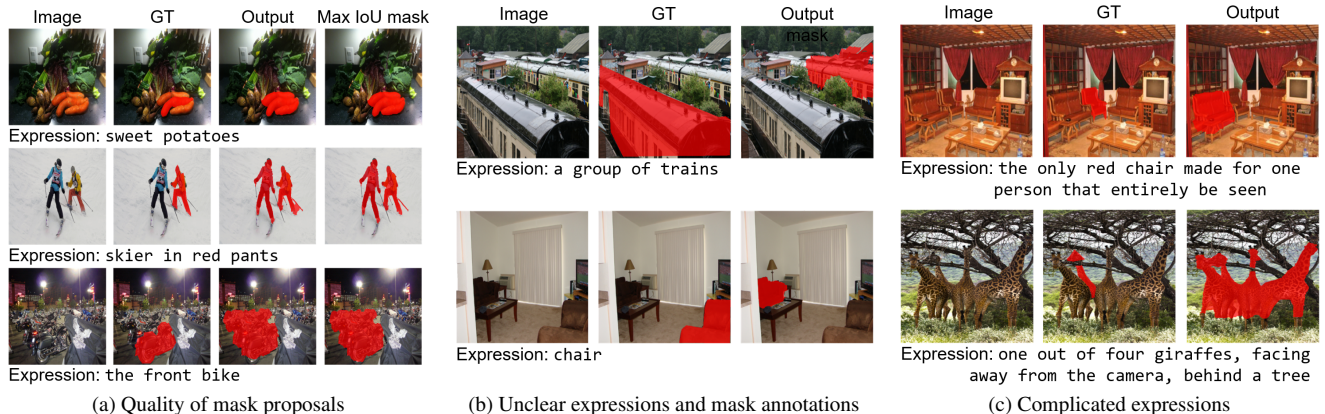 Image GT Output Max IoU mask
Expression: sweet potatoes
Expression: skier in red pants
Expression: the front bike
(a) Quality of mask proposals
Image GT Output
mask
Expression: a group of trains
Expression: chair
(b) Unclear expressions and mask annotations
Image GT Output
Expression: the only red chair made for one
person that entirely be seen
Expression: one out of four giraffes, facing
away from the camera, behind a tree
(c) Complicated expressions